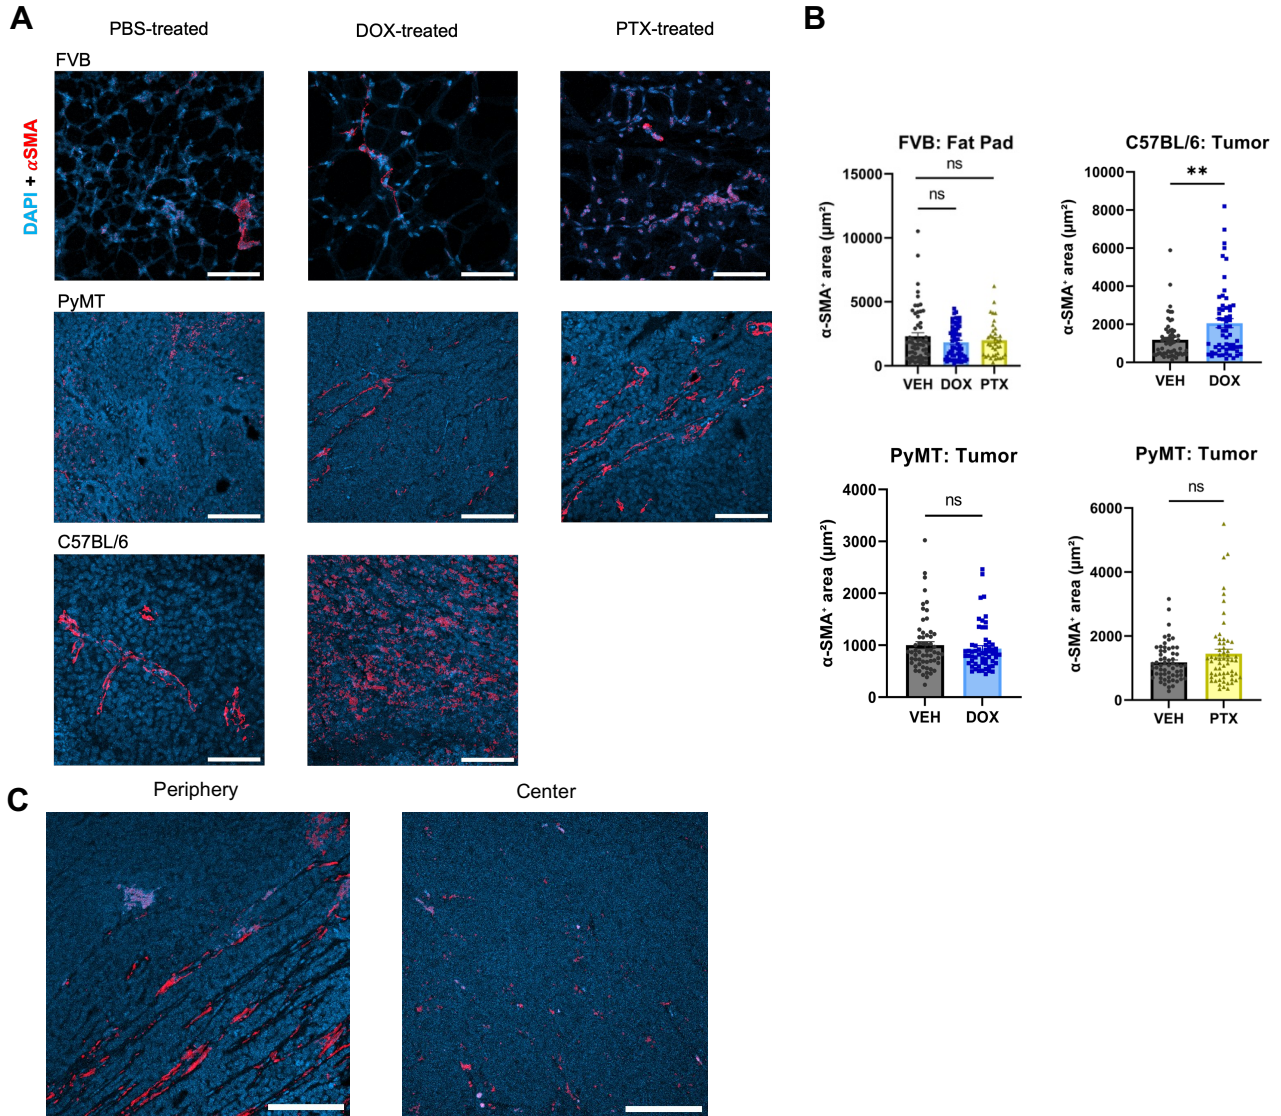 A
PBS-treated
DOX-treated
PTX-treated
FVB
DAPI + αSMA
PyMT
C57BL/6
B
FVB: Fat Pad
ns
ns
α-SMA⁺ area (µm²)
15000
10000
5000
0
VEH DOX PTX
C57BL/6: Tumor
**
α-SMA⁺ area (µm²)
10000
8000
6000
4000
2000
0
VEH DOX
PyMT: Tumor
ns
α-SMA⁺ area (µm²)
4000
3000
2000
1000
0
VEH DOX
PyMT: Tumor
ns
α-SMA⁺ area (µm²)
6000
4000
2000
0
VEH PTX
C
Periphery
Center